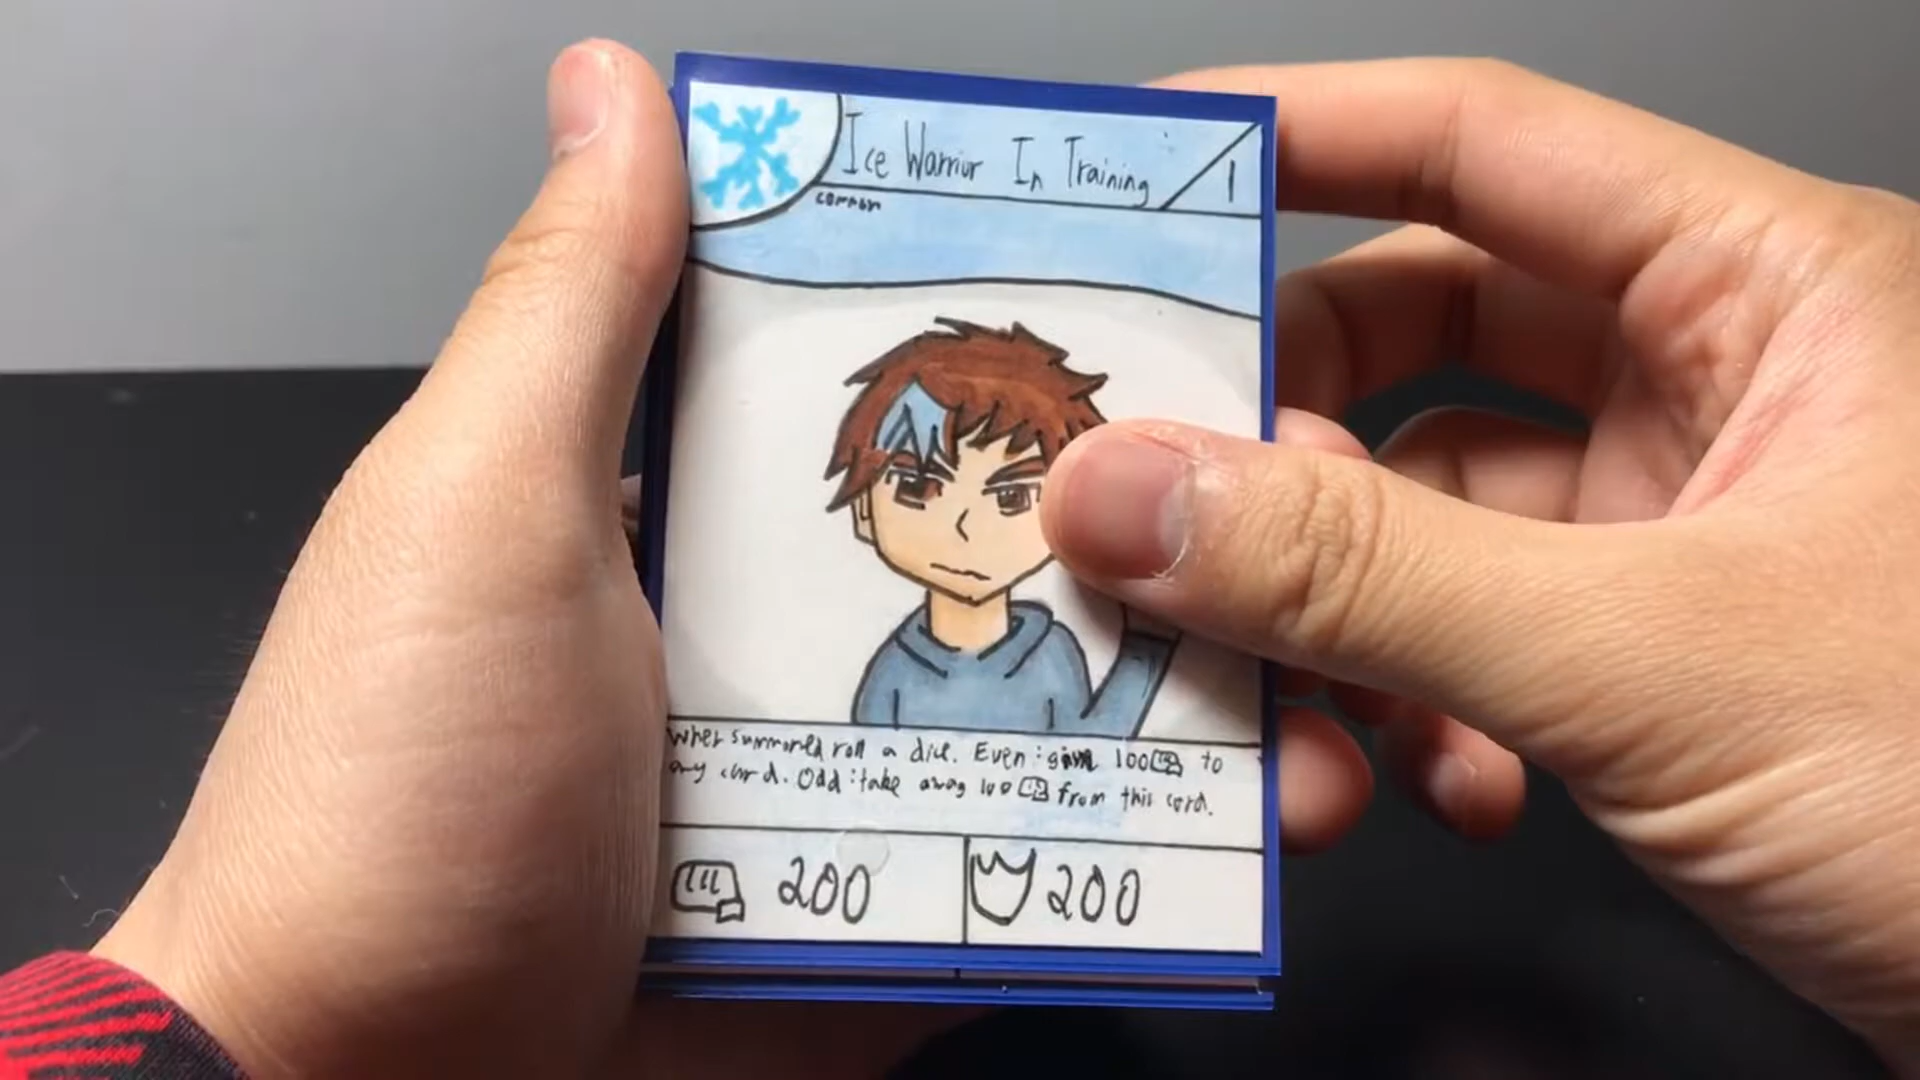 Ice Warrior In Training
1
common
When summoned roll a dice. Even: give 100 to
any card. Odd: take away 100 from this card.
200
200